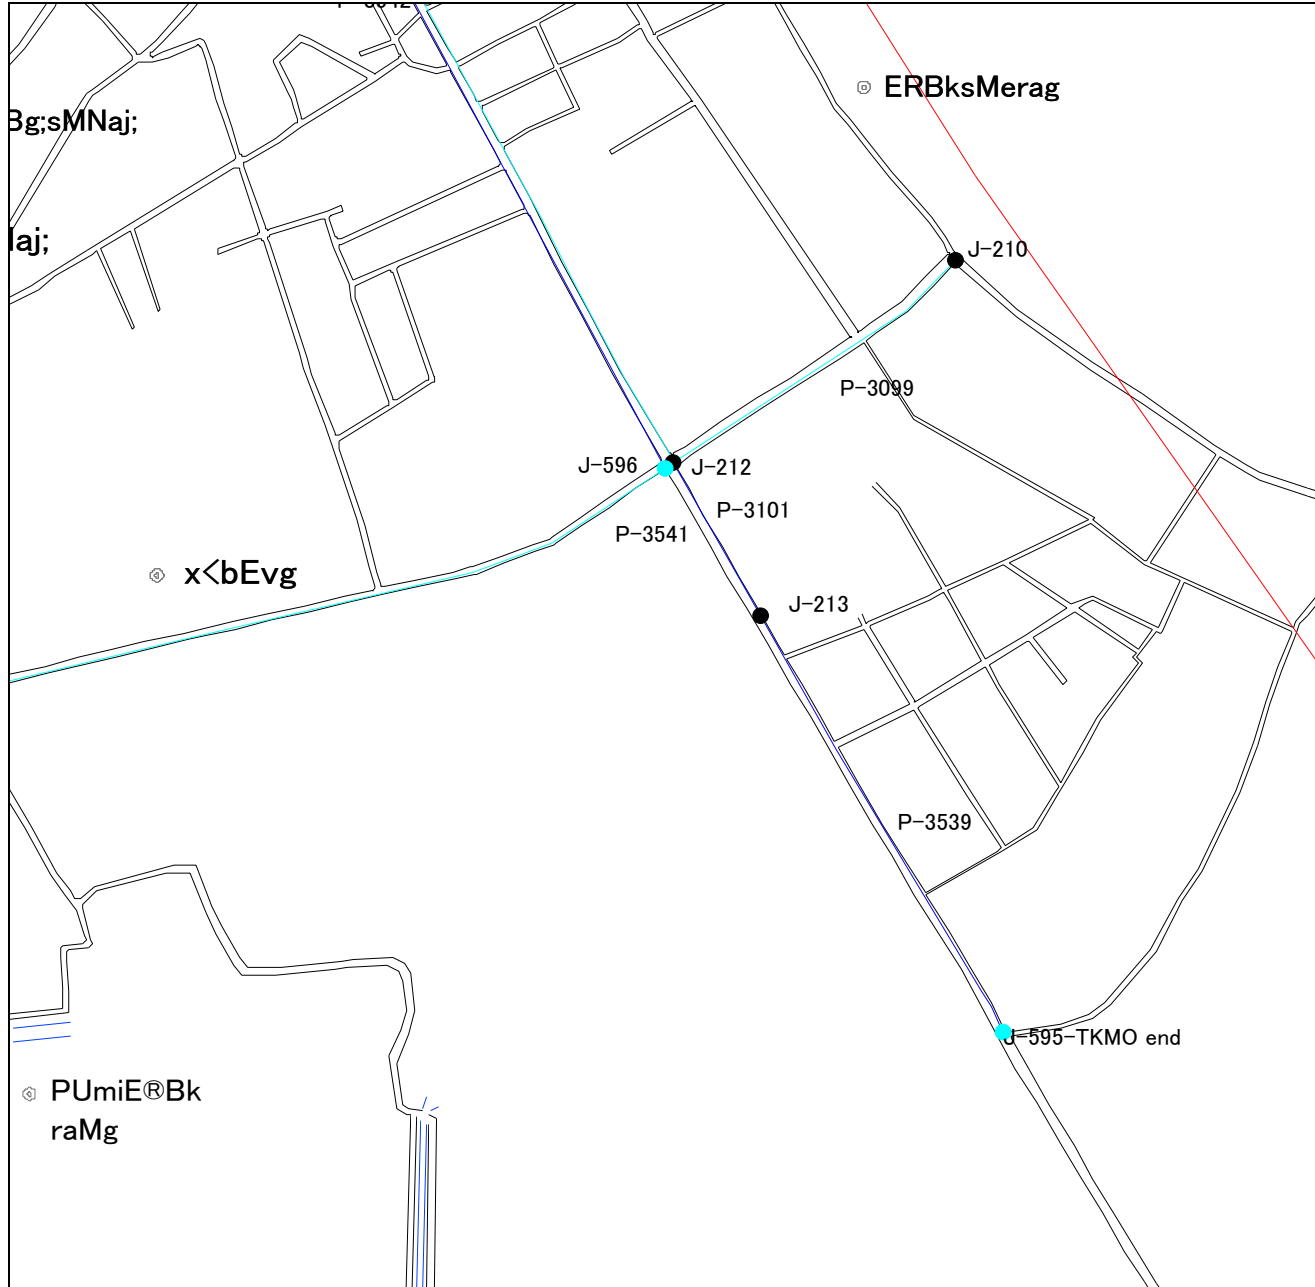 ERBksMerag
Bg;sMNaj;
laj;
J-210
P-3099
J-596
J-212
P-3101
P-3541
x<bEvg
J-213
P-3539
J-595-TKMO end
PUmiE®Bk
raMg